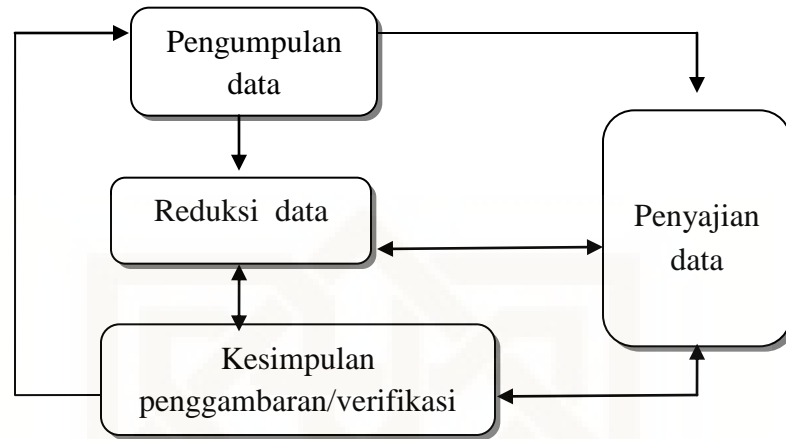 Pengumpulan
data
Reduksi data
Penyajian
data
Kesimpulan
penggambaran/verifikasi